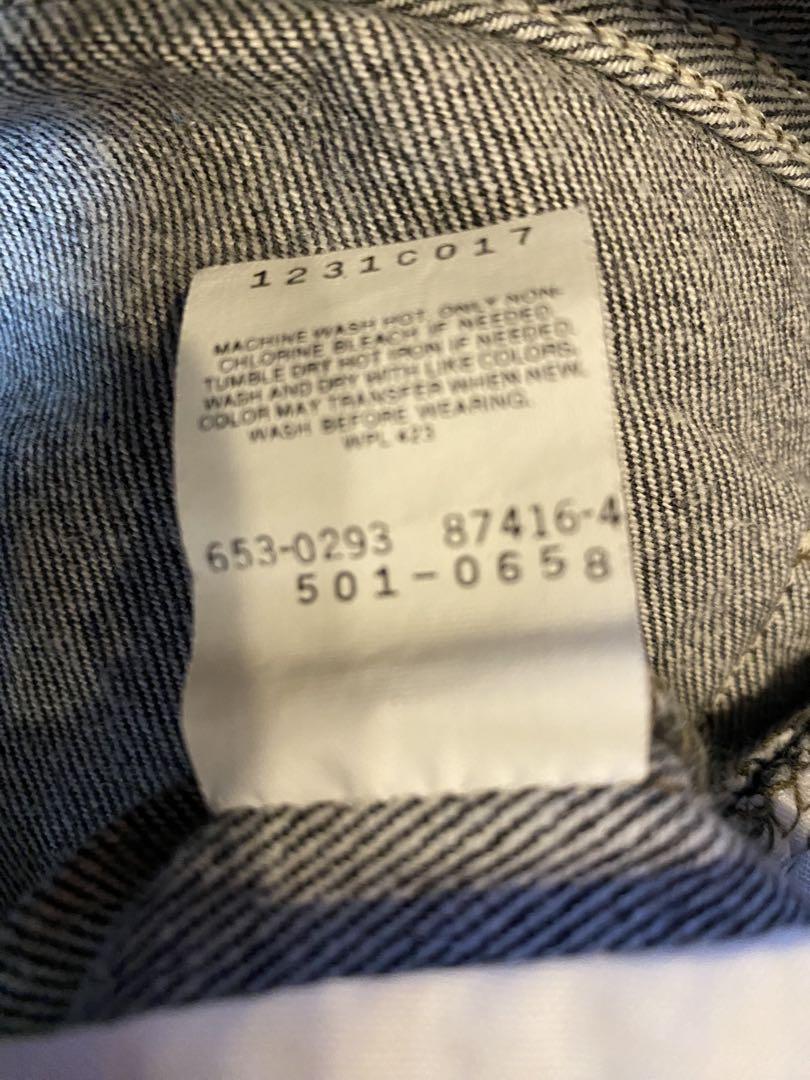 1231C017
MACHINE WASH HOT, ONLY NON-
CHLORINE BLEACH IF NEEDED.
TUMBLE DRY HOT IRON IF NEEDED.
WASH AND DRY WITH LIKE COLORS.
COLOR MAY TRANSFER WHEN NEW.
WASH BEFORE WEARING.
WPL 423
653-0293 87416-4
501-0658